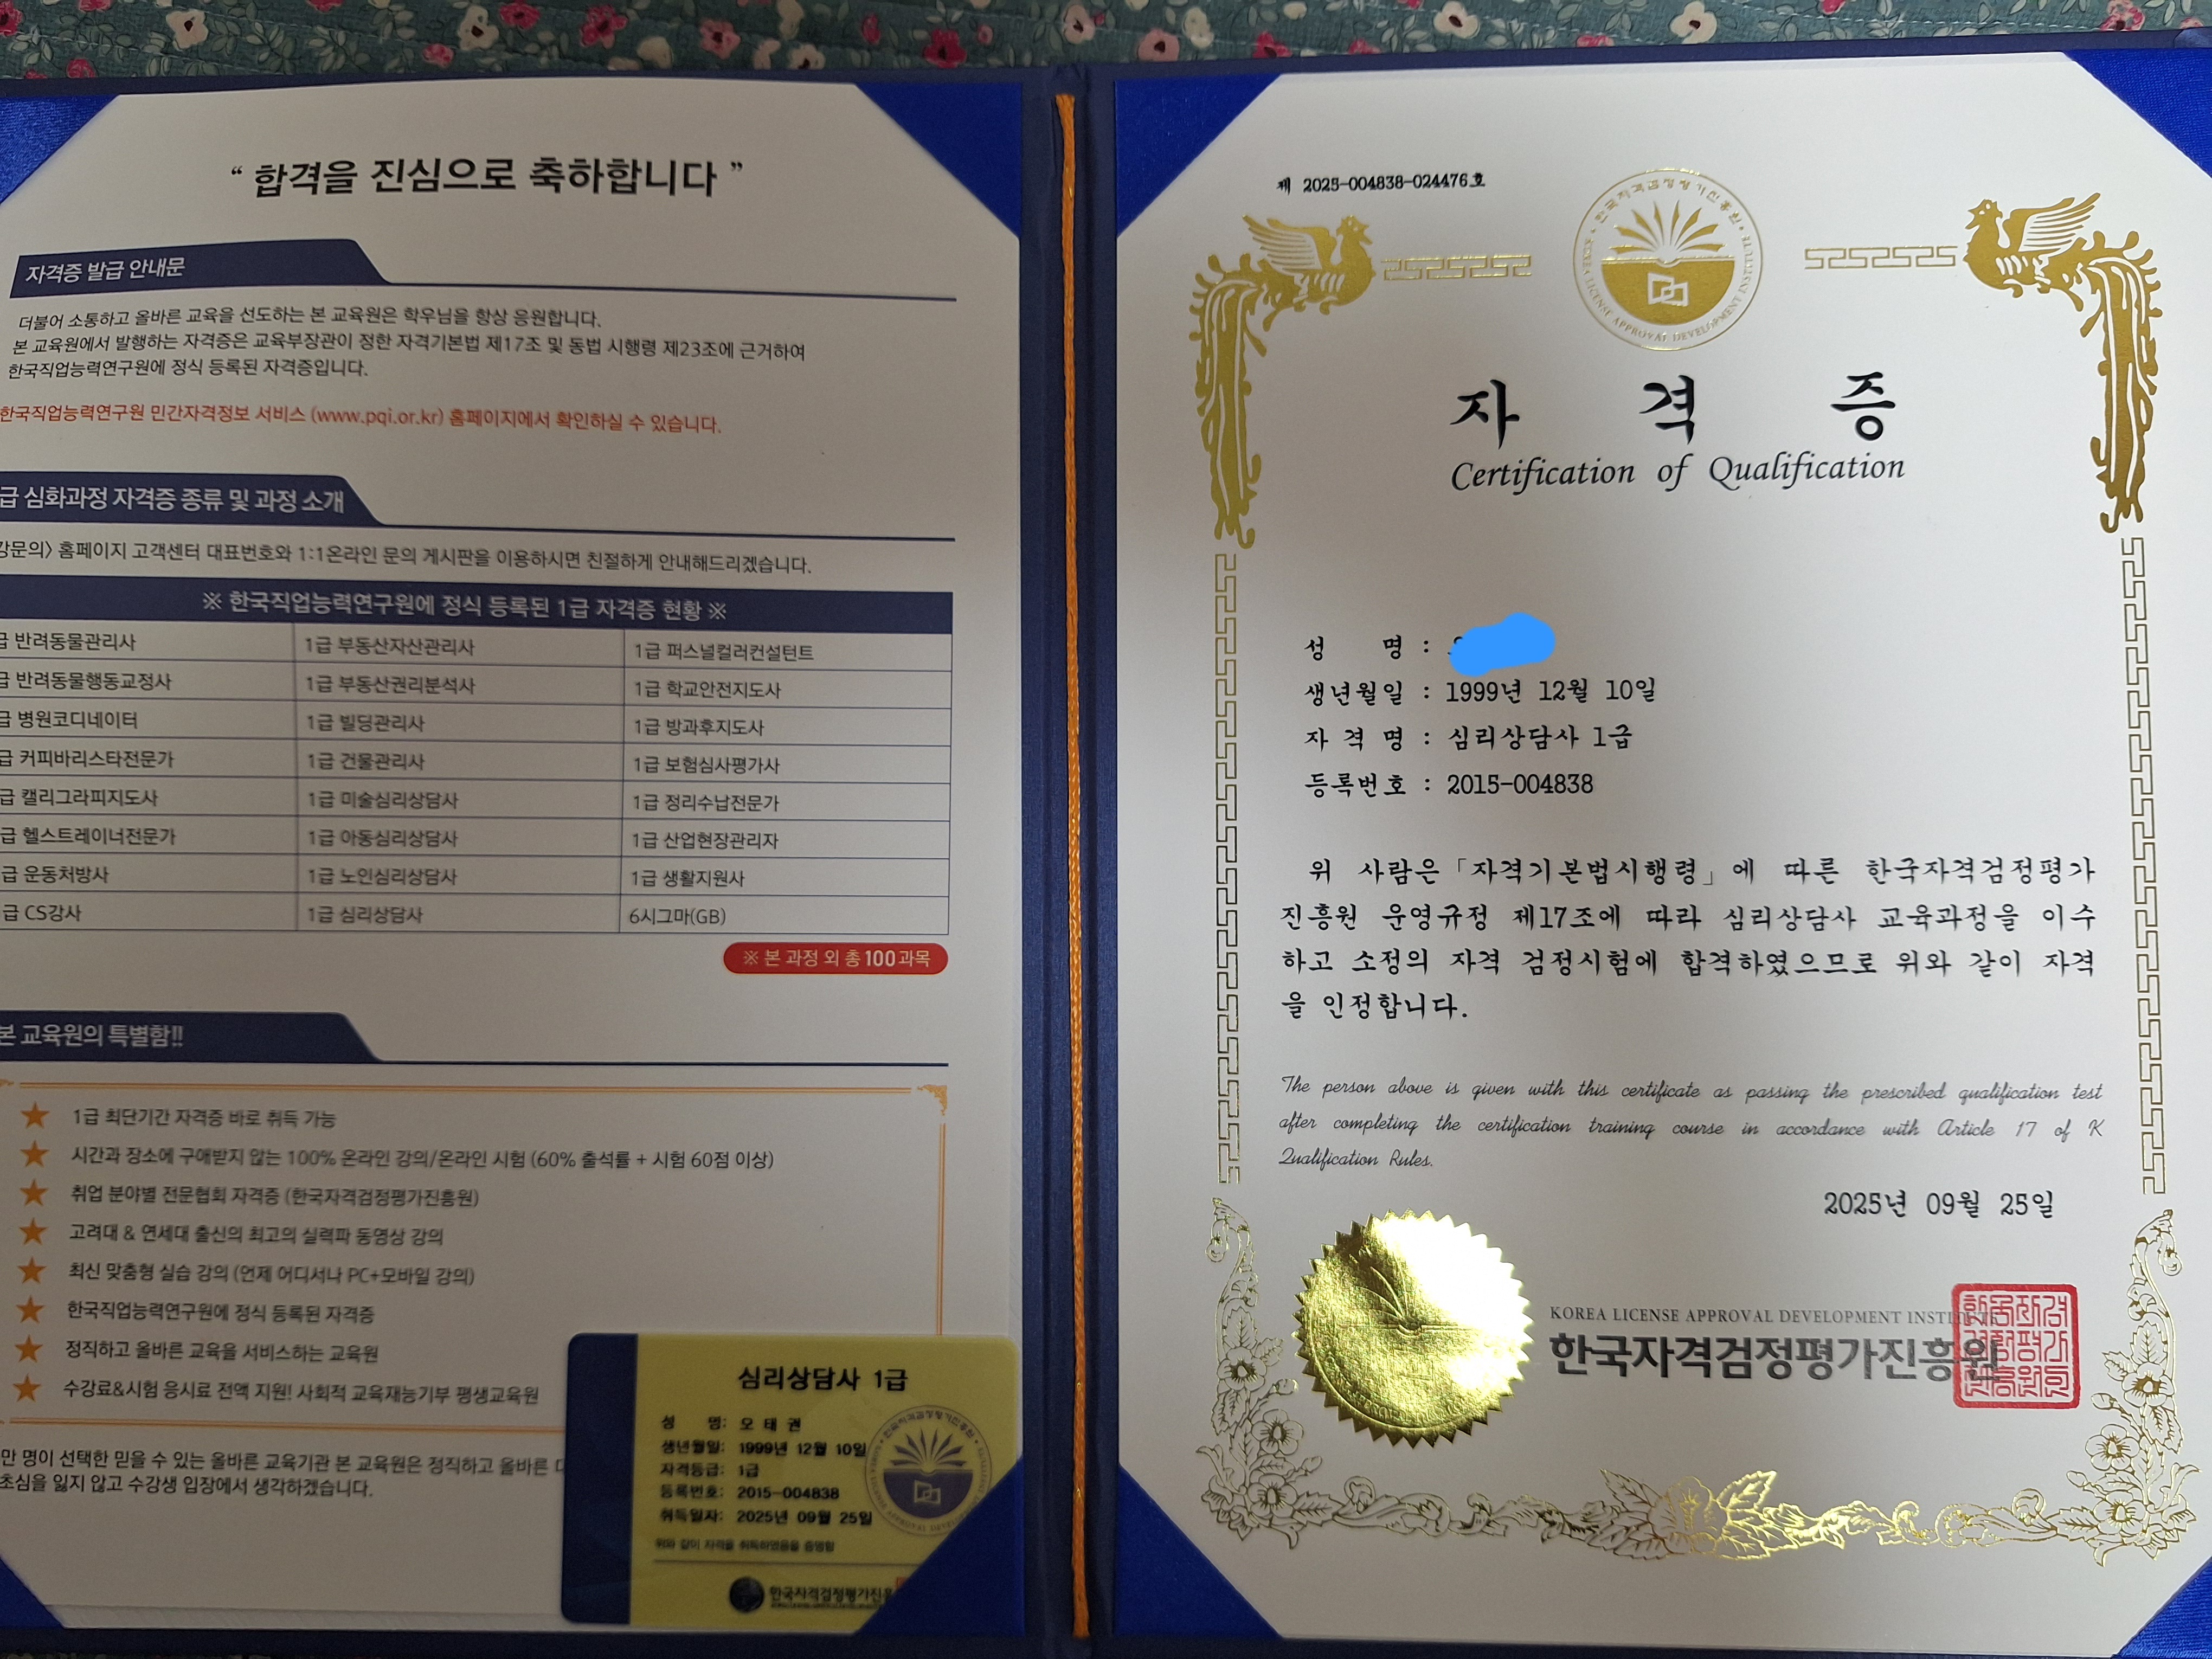 “ 합격을 진심으로 축하합니다 ”
자격증 발급 안내문
더불어 소통하고 올바른 교육을 선도하는 본 교육원은 학우님을 항상 응원합니다.
본 교육원에서 발행하는 자격증은 교육부장관이 정한 자격기본법 제17조 및 동법 시행령 제23조에 근거하여
한국직업능력연구원에 정식 등록된 자격증입니다.
한국직업능력연구원 민간자격정보 서비스 (www.pqi.or.kr) 홈페이지에서 확인하실 수 있습니다.
급 심화과정 자격증 종류 및 과정 소개
강문의> 홈페이지 고객센터 대표번호와 1:1온라인 문의 게시판을 이용하시면 친절하게 안내해드리겠습니다.
※ 한국직업능력연구원에 정식 등록된 1급 자격증 현황 ※
급 반려동물관리사 1급 부동산자산관리사 1급 퍼스널컬러컨설턴트
급 반려동물행동교정사 1급 부동산권리분석사 1급 학교안전지도사
급 병원코디네이터 1급 빌딩관리사 1급 방과후지도사
급 커피바리스타전문가 1급 건물관리사 1급 보험심사평가사
급 캘리그라피지도사 1급 미술심리상담사 1급 정리수납전문가
급 헬스트레이너전문가 1급 아동심리상담사 1급 산업현장관리자
급 운동처방사 1급 노인심리상담사 1급 생활지원사
급 CS강사 1급 심리상담사 6시그마(GB)
※ 본 과정 외 총 100과목
본 교육원의 특별함!!
★ 1급 최단기간 자격증 바로 취득 가능
★ 시간과 장소에 구애받지 않는 100% 온라인 강의/온라인 시험 (60% 출석률 + 시험 60점 이상)
★ 취업 분야별 전문협회 자격증 (한국자격검정평가진흥원)
★ 고려대 & 연세대 출신의 최고의 실력파 동영상 강의
★ 최신 맞춤형 실습 강의 (언제 어디서나 PC+모바일 강의)
★ 한국직업능력연구원에 정식 등록된 자격증
★ 정직하고 올바른 교육을 서비스하는 교육원
★ 수강료&시험 응시료 전액 지원! 사회적 교육재능기부 평생교육원
만 명이 선택한 믿을 수 있는 올바른 교육기관 본 교육원은 정직하고 올바른
초심을 잃지 않고 수강생 입장에서 생각하겠습니다.
심리상담사 1급
성 명: 오 태 권
생년월일: 1999년 12월 10일
자격등급: 1급
등록번호: 2015-004838
취득일자: 2025년 09월 25일
위와 같이 자격을 취득하였음을 증명함
한국자격검정평가진흥
제 2025-004838-024476호
한국자격검정평가진흥원
KOREA LICENSE APPROVAL DEVELOPMENT INSTITUTE
자 격 증
Certification of Qualification
성 명 :
생년월일 : 1999년 12월 10일
자 격 명 : 심리상담사 1급
등록번호 : 2015-004838
위 사람은「자격기본법시행령」에 따른 한국자격검정평가
진흥원 운영규정 제17조에 따라 심리상담사 교육과정을 이수
하고 소정의 자격 검정시험에 합격하였으므로 위와 같이 자격
을 인정합니다.
The person above is given with this certificate as passing the prescribed qualification test
after completing the certification training course in accordance with Article 17 of K
Qualification Rules.
2025년 09월 25일
KOREA LICENSE APPROVAL DEVELOPMENT INSTITUTE
한국자격검정평가진흥원